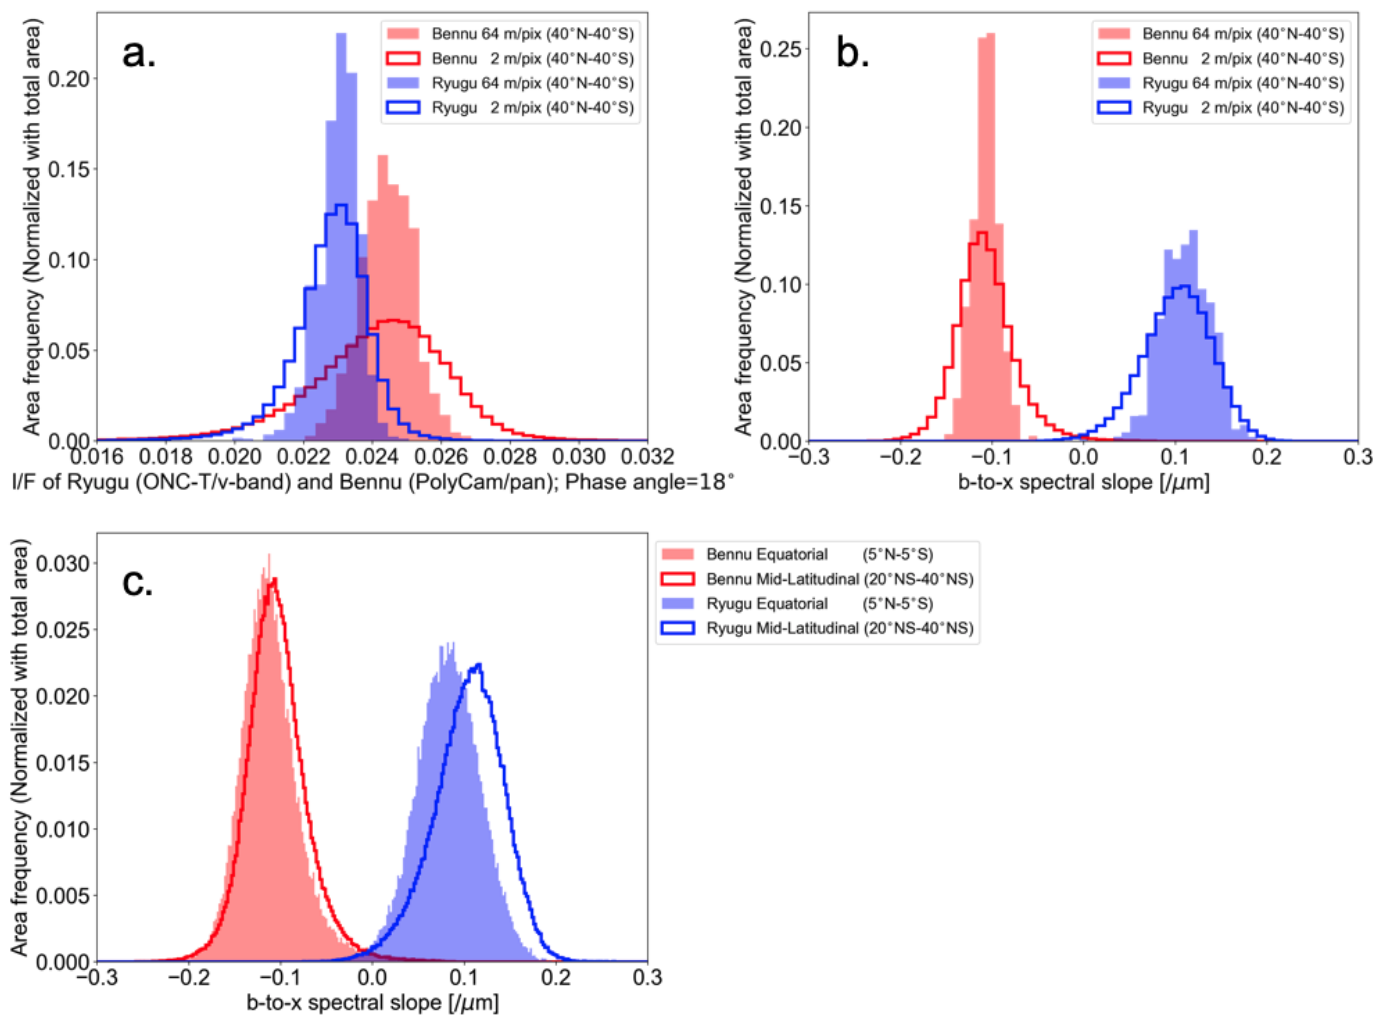 a.
Bennu 64 m/pix (40°N-40°S)
Bennu 2 m/pix (40°N-40°S)
Ryugu 64 m/pix (40°N-40°S)
Ryugu 2 m/pix (40°N-40°S)
Area frequency (Normalized with total area)
0.20
0.15
0.10
0.05
0.00
0.016 0.018 0.020 0.022 0.024 0.026 0.028 0.030 0.032
I/F of Ryugu (ONC-T/v-band) and Bennu (PolyCam/pan); Phase angle=18°
b.
Bennu 64 m/pix (40°N-40°S)
Bennu 2 m/pix (40°N-40°S)
Ryugu 64 m/pix (40°N-40°S)
Ryugu 2 m/pix (40°N-40°S)
Area frequency (Normalized with total area)
0.25
0.20
0.15
0.10
0.05
0.00
−0.3 −0.2 −0.1 0.0 0.1 0.2 0.3
b-to-x spectral slope [/μm]
c.
Bennu Equatorial (5°N-5°S)
Bennu Mid-Latitudinal (20°NS-40°NS)
Ryugu Equatorial (5°N-5°S)
Ryugu Mid-Latitudinal (20°NS-40°NS)
Area frequency (Normalized with total area)
0.030
0.025
0.020
0.015
0.010
0.005
0.000
−0.3 −0.2 −0.1 0.0 0.1 0.2 0.3
b-to-x spectral slope [/μm]